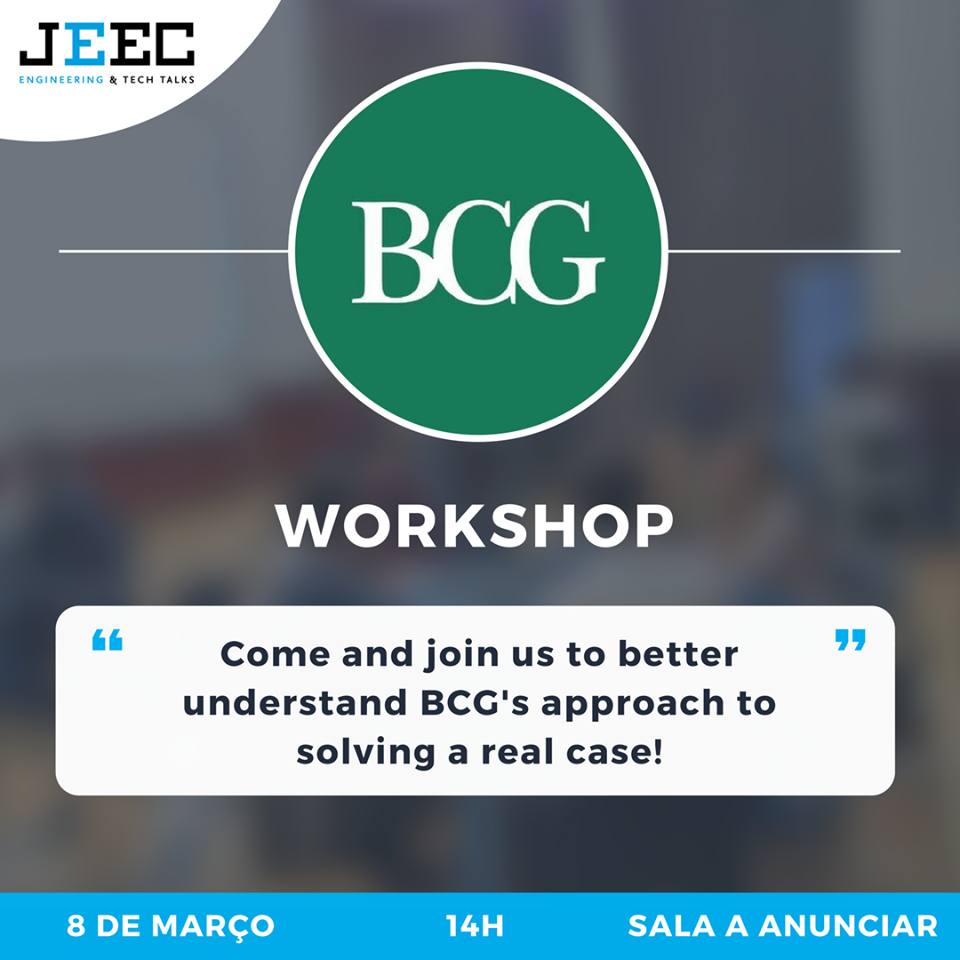 JEEC
ENGINEERING & TECH TALKS
BCG
WORKSHOP
“ Come and join us to better ”
understand BCG's approach to
solving a real case!
8 DE MARÇO 14H SALA A ANUNCIAR